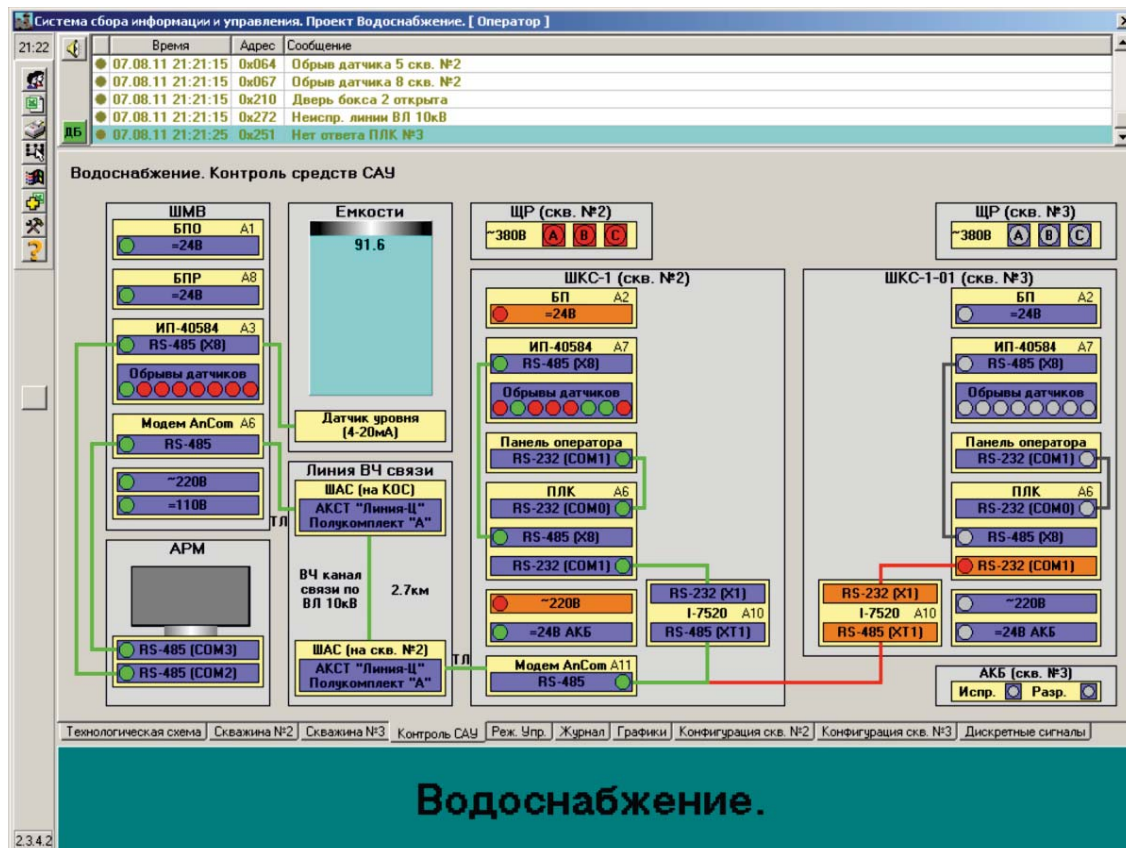 Система сбора информации и управления. Проект Водоснабжение. [ Оператор ]
21:22
Время Адрес Сообщение
07.08.11 21:21:15 0x064 Обрыв датчика 5 скв. №2
07.08.11 21:21:15 0x067 Обрыв датчика 8 скв. №2
07.08.11 21:21:15 0x210 Дверь бокса 2 открыта
07.08.11 21:21:15 0x272 Неиспр. линии ВЛ 10кВ
ДБ 07.08.11 21:21:25 0x251 Нет ответа ПЛК №3
Водоснабжение. Контроль средств САУ
ШМВ
БПО А1
=24В
БПР А8
=24В
ИП-40584 А3
RS-485 (X8)
Обрывы датчиков
Модем AnCom А6
RS-485
~220В
=110В
АРМ
RS-485 (COM3)
RS-485 (COM2)
Емкости
91.6
Датчик уровня
(4-20мА)
Линия ВЧ связи
ШАС (на КОС)
АКСТ "Линия-Ц"
Полукомплект "А"
ТЛ
ВЧ канал
связи по
ВЛ 10кВ
2.7км
ШАС (на скв. №2)
АКСТ "Линия-Ц"
Полукомплект "А"
ТЛ
ЩР (скв. №2)
~380В A B C
ШКС-1 (скв. №2)
БП А2
=24В
ИП-40584 А7
RS-485 (X8)
Обрывы датчиков
Панель оператора
RS-232 (COM1)
ПЛК А6
RS-232 (COM0)
RS-485 (X8)
RS-232 (COM1)
~220В
=24В АКБ
Модем AnCom А11
RS-485
RS-232 (X1)
I-7520 А10
RS-485 (XT1)
ЩР (скв. №3)
~380В A B C
ШКС-1-01 (скв. №3)
БП А2
=24В
ИП-40584 А7
RS-485 (X8)
Обрывы датчиков
Панель оператора
RS-232 (COM1)
ПЛК А6
RS-232 (COM0)
RS-485 (X8)
RS-232 (COM1)
~220В
=24В АКБ
RS-232 (X1)
I-7520 А10
RS-485 (XT1)
АКБ (скв. №3)
Испр. Разр.
Технологическая схема Скважина №2 Скважина №3 Контроль САУ Реж. Упр. Журнал Графики Конфигурация скв. №2 Конфигурация скв. №3 Дискретные сигналы
Водоснабжение.
2.3.4.2